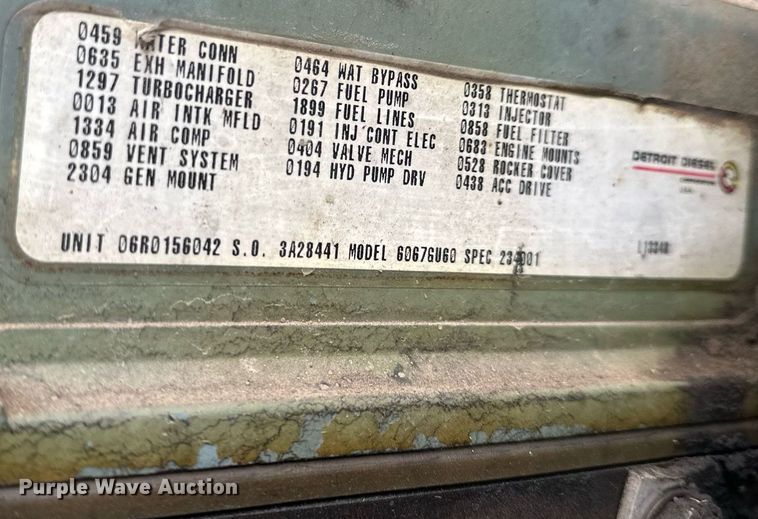 0459 WATER CONN
0635 EXH MANIFOLD
1297 TURBOCHARGER
0013 AIR INTK MFLD
1334 AIR COMP
0859 VENT SYSTEM
2304 GEN MOUNT
0464 WAT BYPASS
0267 FUEL PUMP
1899 FUEL LINES
0191 INJ CONT ELEC
0404 VALVE MECH
0194 HYD PUMP DRV
0358 THERMOSTAT
0313 INJECTOR
0858 FUEL FILTER
0683 ENGINE MOUNTS
0528 ROCKER COVER
0438 ACC DRIVE
DETROIT DIESEL
UNIT 06R0156042 S.O. 3A28441 MODEL 6067GU60 SPEC 234001
Purple Wave Auction